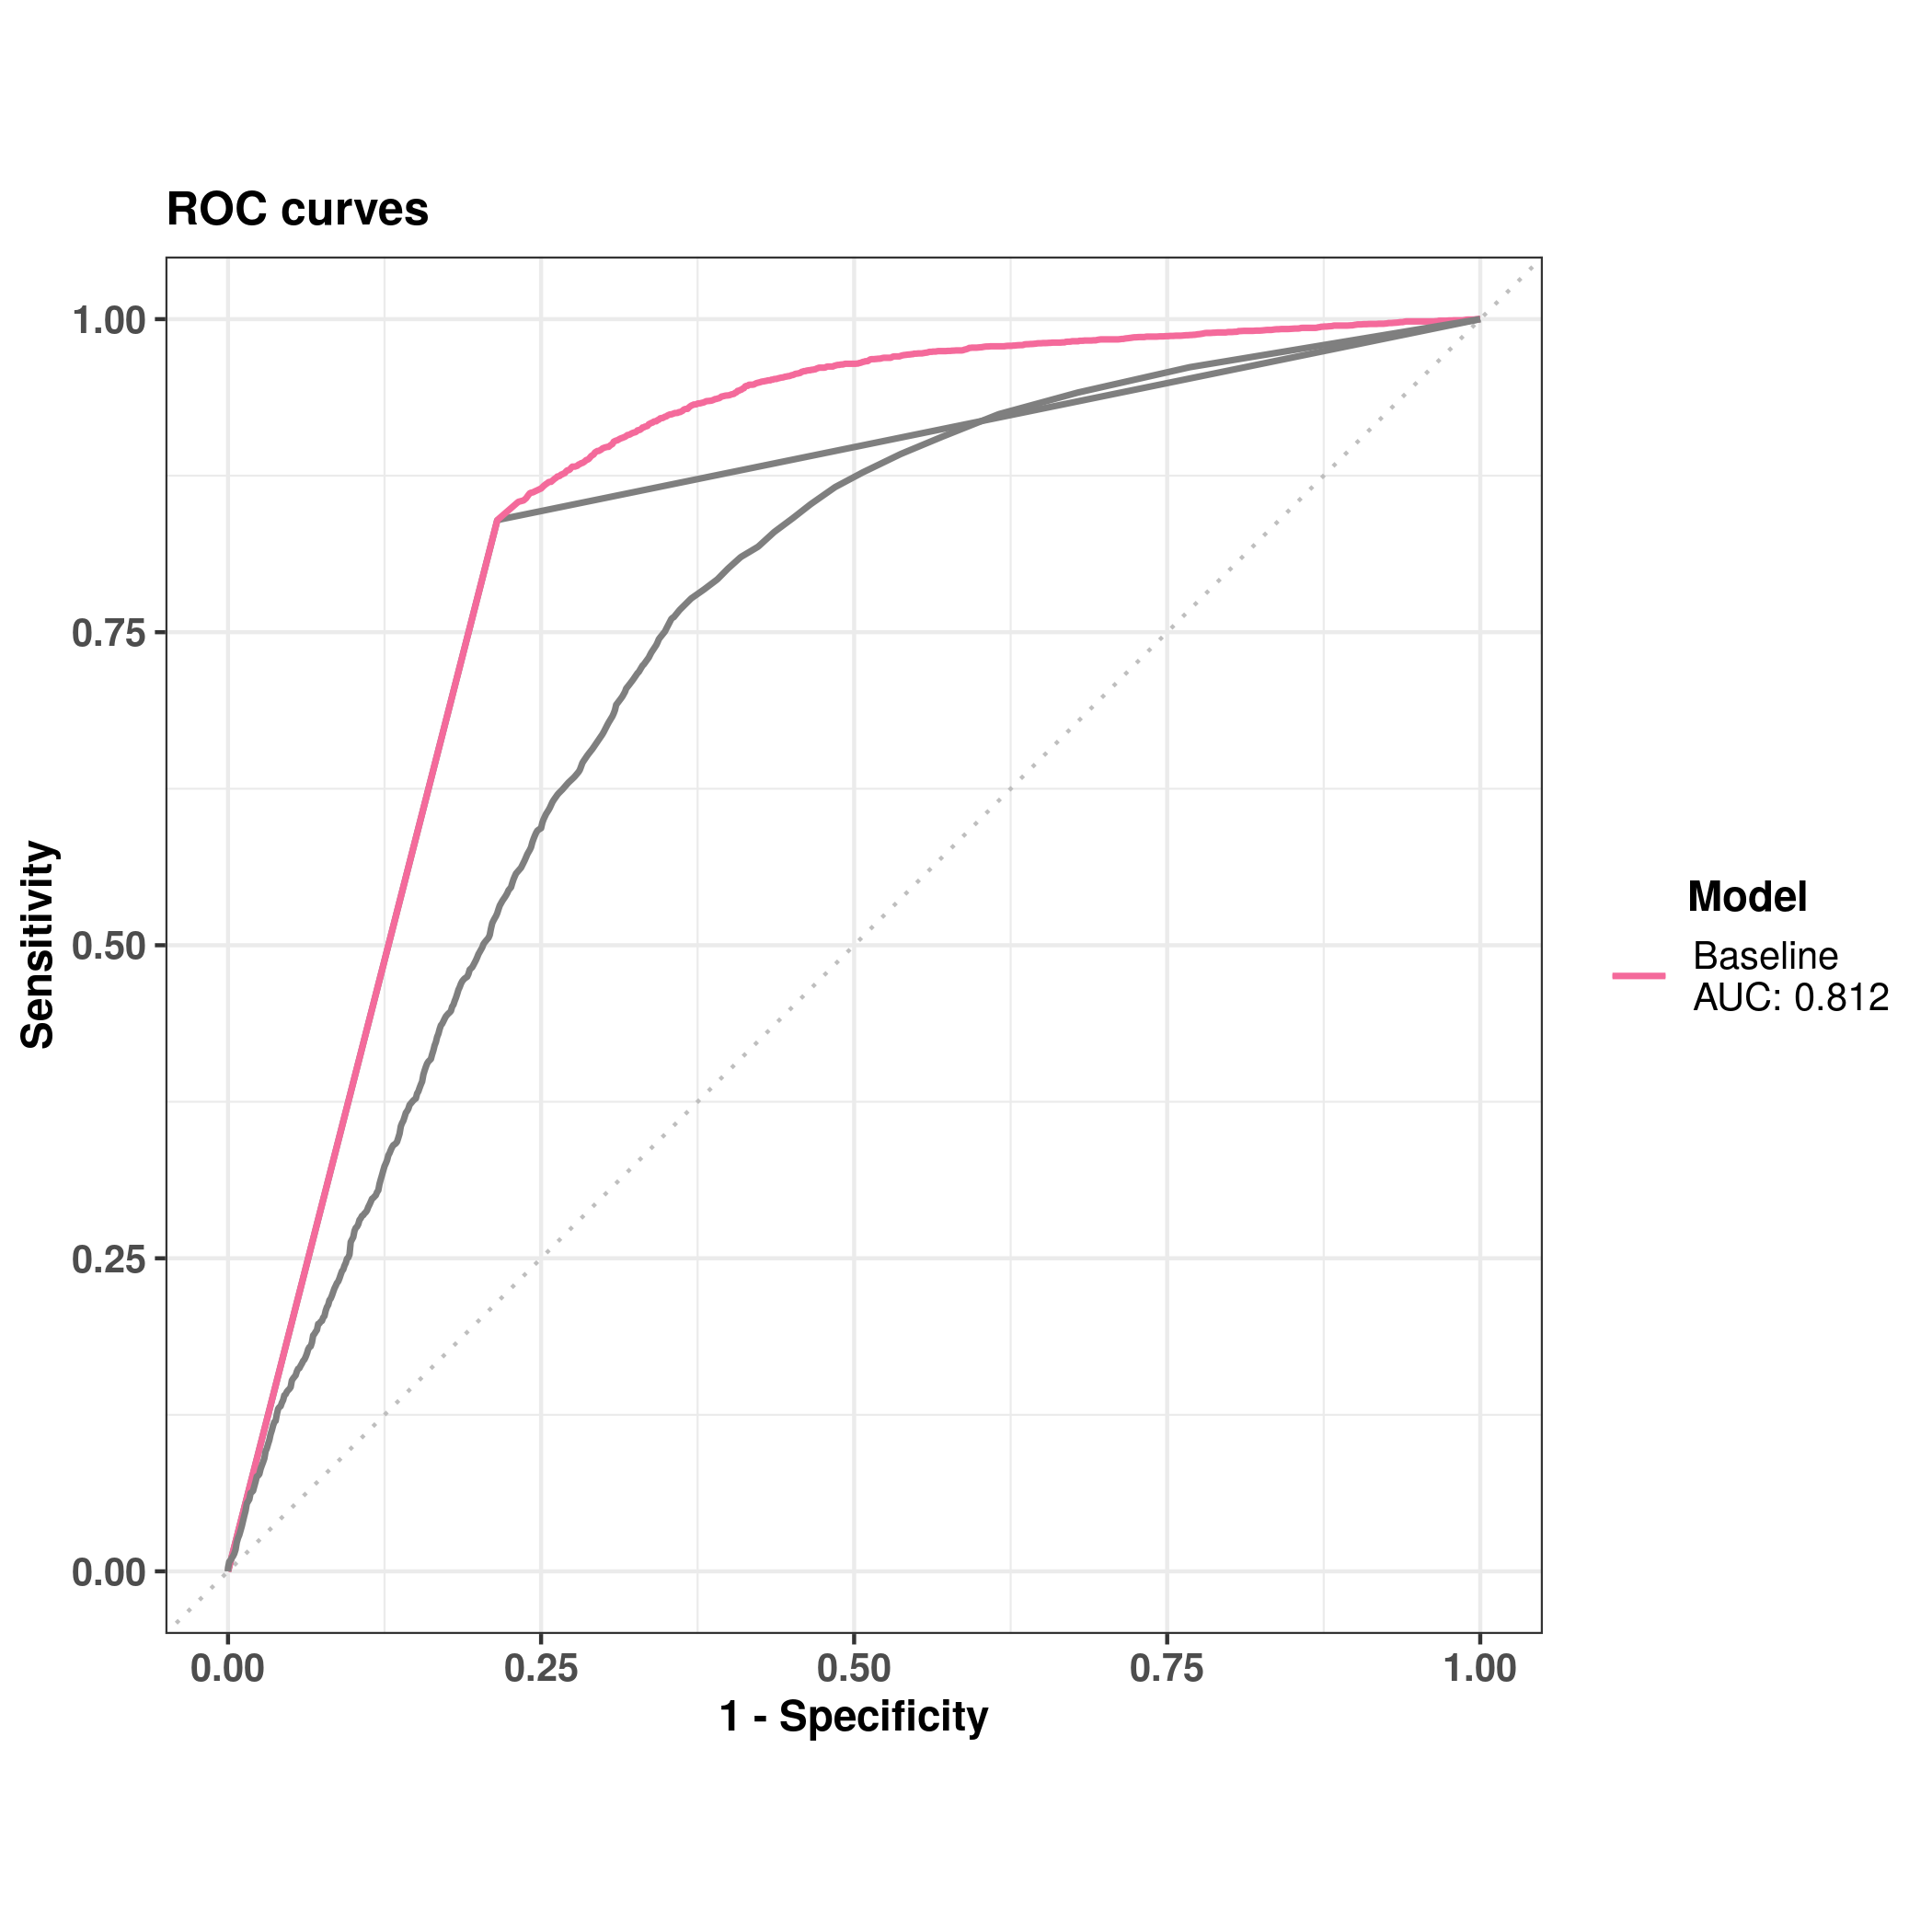 ROC curves
1.00
0.75
0.50
0.25
0.00
Sensitivity
0.00 0.25 0.50 0.75 1.00
1 - Specificity
Model
Baseline
AUC: 0.812